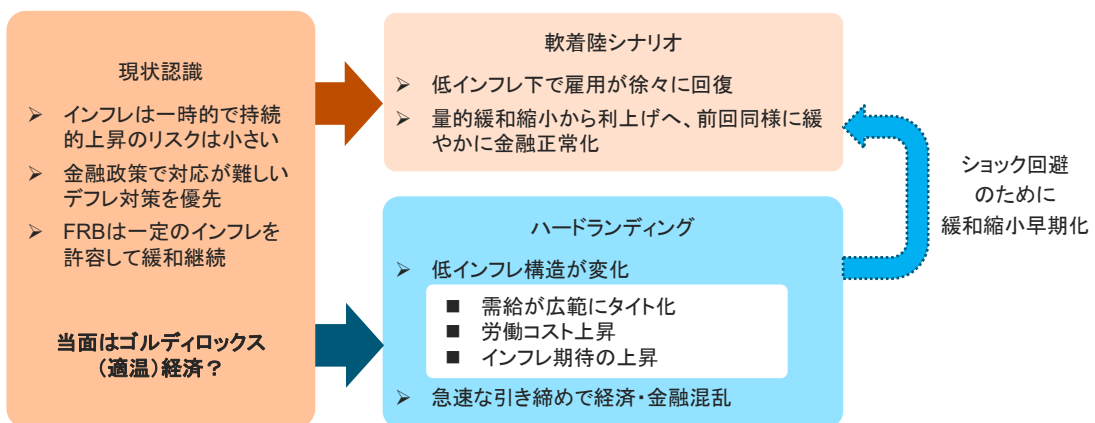 現状認識
➢ インフレは一時的で持続
的上昇のリスクは小さい
➢ 金融政策で対応が難しい
デフレ対策を優先
➢ FRBは一定のインフレを
許容して緩和継続
当面はゴルディロックス
（適温）経済？
軟着陸シナリオ
➢ 低インフレ下で雇用が徐々に回復
➢ 量的緩和縮小から利上げへ、前回同様に緩
やかに金融正常化
ハードランディング
➢ 低インフレ構造が変化
■ 需給が広範にタイト化
■ 労働コスト上昇
■ インフレ期待の上昇
➢ 急速な引き締めで経済・金融混乱
ショック回避
のために
緩和縮小早期化